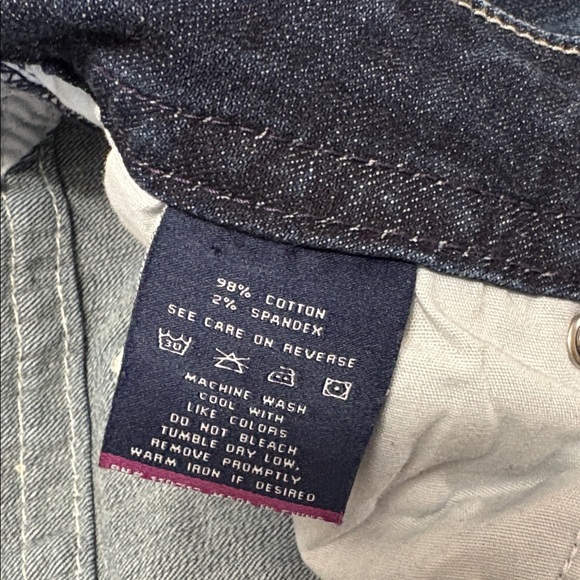 98% COTTON
2% SPANDEX
SEE CARE ON REVERSE
30
MACHINE WASH
COOL WITH
LIKE COLORS
DO NOT BLEACH
TUMBLE DRY LOW,
REMOVE PROMPTLY
WARM IRON IF DESIRED